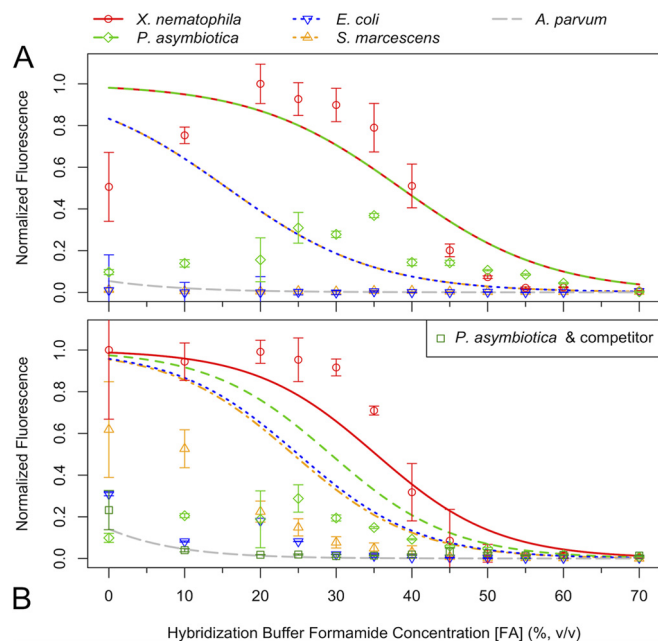 X. nematophila E. coli A. parvum
P. asymbiotica S. marcescens
A
Normalized Fluorescence
1.0
0.8
0.6
0.4
0.2
0.0
P. asymbiotica & competitor
Normalized Fluorescence
1.0
0.8
0.6
0.4
0.2
0.0
B
0 10 20 30 40 50 60 70
Hybridization Buffer Formamide Concentration [FA] (%, v/v)